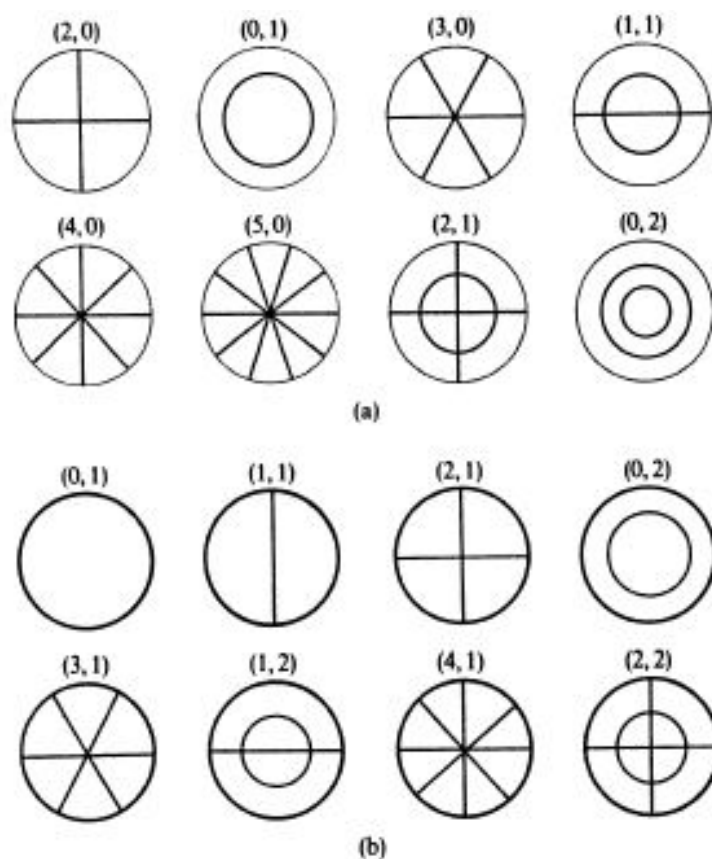 (2, 0) (0, 1) (3, 0) (1, 1)
(4, 0) (5, 0) (2, 1) (0, 2)
(a)
(0, 1) (1, 1) (2, 1) (0, 2)
(3, 1) (1, 2) (4, 1) (2, 2)
(b)